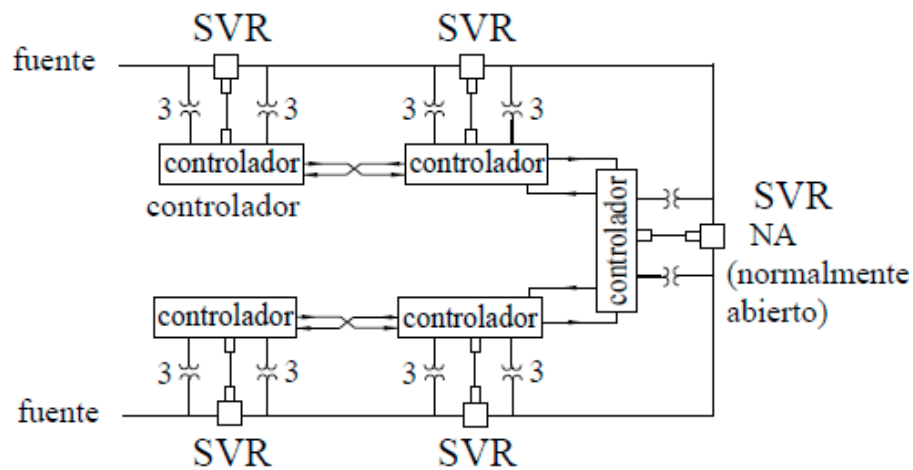 SVR SVR
fuente
3 3 3 3
controlador controlador
controlador
controlador
SVR
NA
(normalmente
abierto)
controlador controlador
3 3 3 3
fuente
SVR SVR